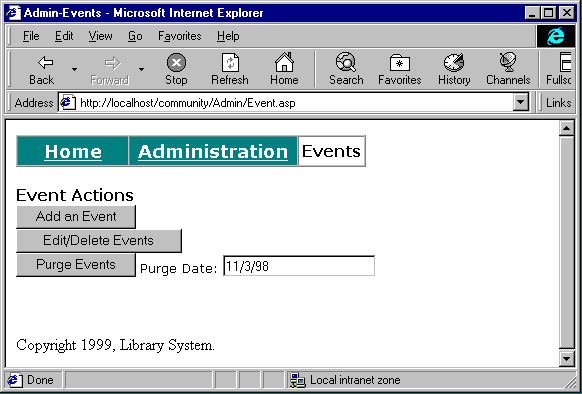 Admin-Events - Microsoft Internet Explorer
File Edit View Go Favorites Help
Back Forward Stop Refresh Home Search Favorites History Channels Fullsc
Address http://localhost/community/Admin/Event.asp Links
Home Administration Events
Event Actions
Add an Event
Edit/Delete Events
Purge Events Purge Date: 11/3/98
Copyright 1999, Library System.
Done Local intranet zone